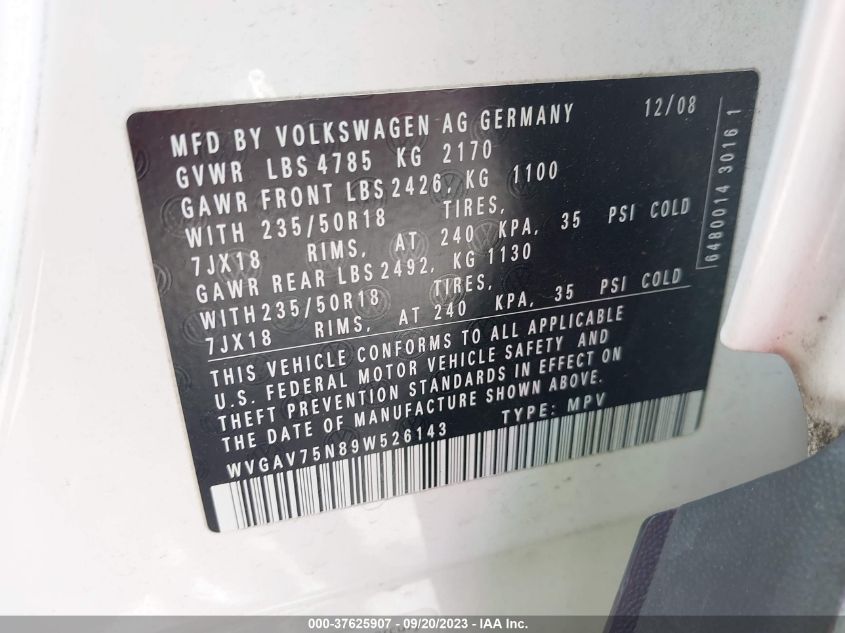 MFD BY VOLKSWAGEN AG GERMANY 12/08
GVWR LBS 4785 KG 2170
GAWR FRONT LBS 2426, KG 1100
WITH 235/50R18 TIRES,
7JX18 RIMS, AT 240 KPA, 35 PSI COLD
GAWR REAR LBS 2492, KG 1130
WITH 235/50R18 TIRES,
7JX18 RIMS, AT 240 KPA, 35 PSI COLD
THIS VEHICLE CONFORMS TO ALL APPLICABLE
U.S. FEDERAL MOTOR VEHICLE SAFETY AND
THEFT PREVENTION STANDARDS IN EFFECT ON
THE DATE OF MANUFACTURE SHOWN ABOVE.
WVGAV75N89W526143 TYPE: MPV
6480014 3016 1
000-37625907 - 09/20/2023 - IAA Inc.